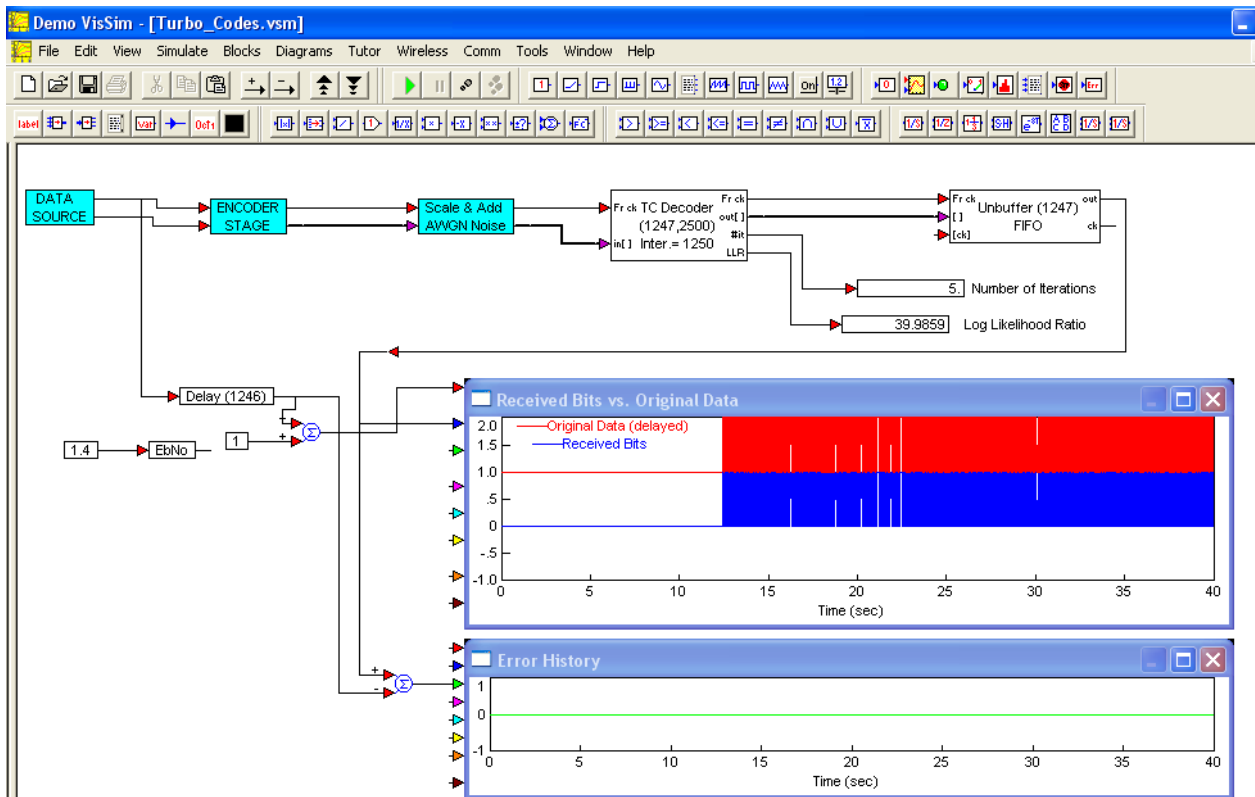 Demo VisSim - [Turbo_Codes.vsm]
File Edit View Simulate Blocks Diagrams Tutor Wireless Comm Tools Window Help
DATA
SOURCE
ENCODER
STAGE
Scale & Add
AWGN Noise
Fr ck TC Decoder Fr ck
(1247,2500) out[ ]
in[ ] Inter.= 1250 #it
LLR
Fr ck out
[ ] Unbuffer (1247)
[ck] FIFO ck
5. Number of Iterations
39.9859 Log Likelihood Ratio
Delay (1246)
1
1.4 EbNo
Received Bits vs. Original Data
Original Data (delayed)
Received Bits
2.0
1.5
1.0
.5
0
-.5
-1.0
0 5 10 15 20 25 30 35 40
Time (sec)
Error History
1
0
-1
0 5 10 15 20 25 30 35 40
Time (sec)